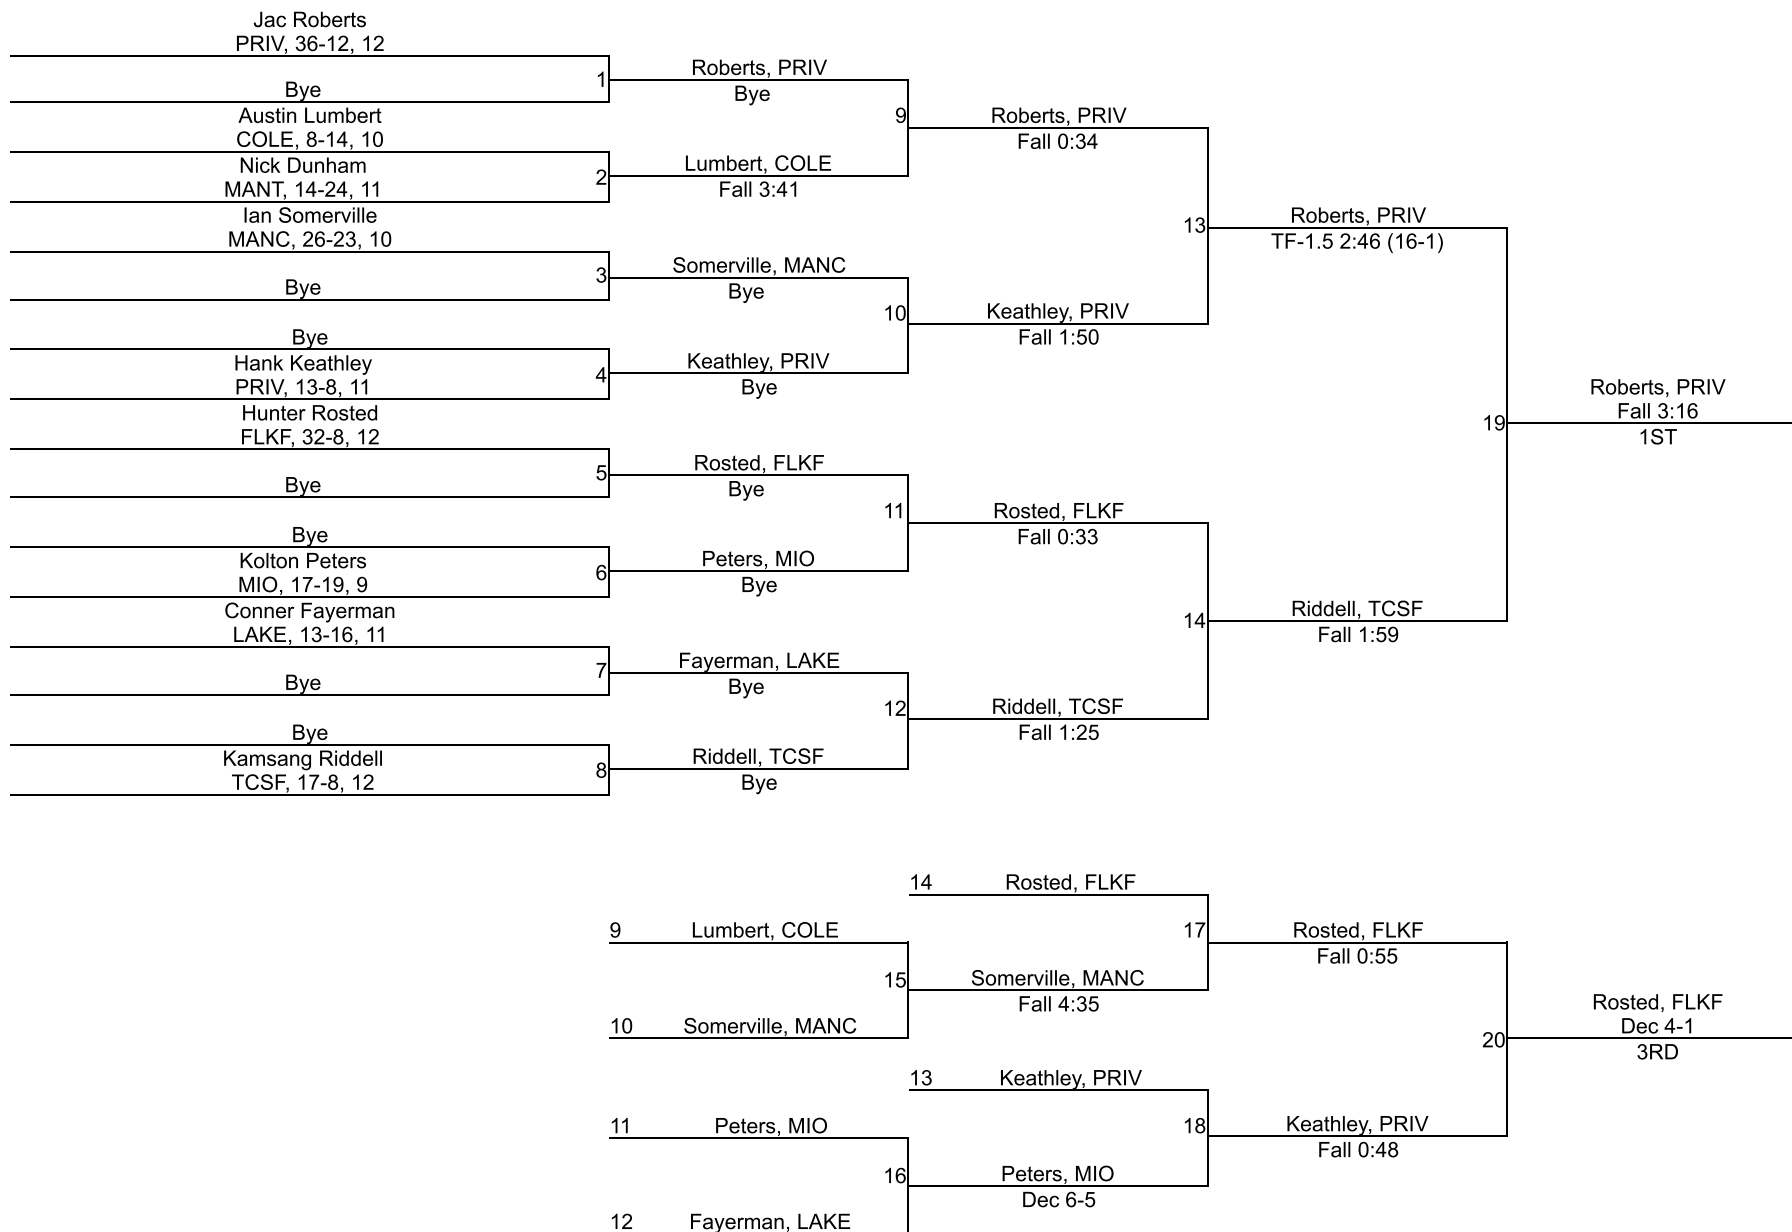 Jac Roberts
PRIV, 36-12, 12
Bye
1
Austin Lumbert
COLE, 8-14, 10
Nick Dunham
MANT, 14-24, 11
2
Ian Somerville
MANC, 26-23, 10
Bye
3
Bye
Hank Keathley
PRIV, 13-8, 11
4
Hunter Rosted
FLKF, 32-8, 12
Bye
5
Bye
Kolton Peters
MIO, 17-19, 9
6
Conner Fayerman
LAKE, 13-16, 11
Bye
7
Bye
Kamsang Riddell
TCSF, 17-8, 12
8
Roberts, PRIV
Bye
9
Lumbert, COLE
Fall 3:41
Somerville, MANC
Bye
10
Keathley, PRIV
Bye
Rosted, FLKF
Bye
11
Peters, MIO
Bye
Fayerman, LAKE
Bye
12
Riddell, TCSF
Bye
Roberts, PRIV
Fall 0:34
13
Keathley, PRIV
Fall 1:50
Rosted, FLKF
Fall 0:33
14
Riddell, TCSF
Fall 1:25
Roberts, PRIV
TF-1.5 2:46 (16-1)
19
Riddell, TCSF
Fall 1:59
Roberts, PRIV
Fall 3:16
1ST
14 Rosted, FLKF
9 Lumbert, COLE
17
15
Somerville, MANC
Fall 4:35
10 Somerville, MANC
Rosted, FLKF
Fall 0:55
13 Keathley, PRIV
11 Peters, MIO
18
16
Peters, MIO
Dec 6-5
12 Fayerman, LAKE
Keathley, PRIV
Fall 0:48
20
Rosted, FLKF
Dec 4-1
3RD